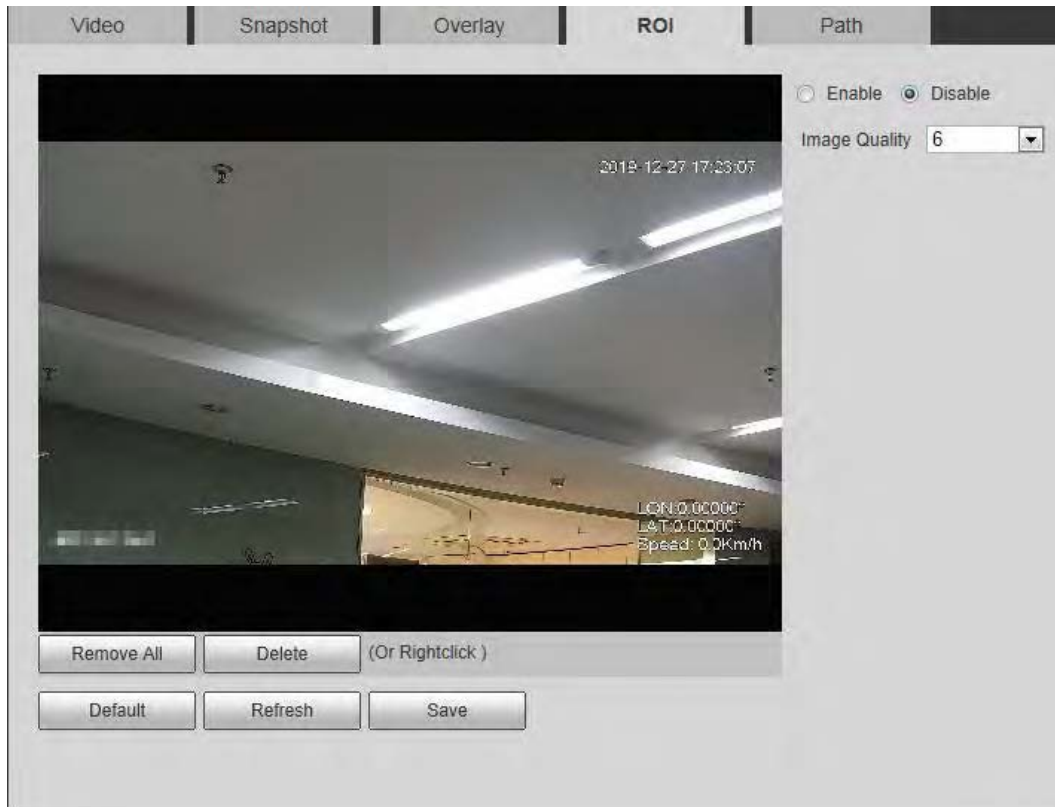 Video
Snapshot
Overlay
ROI
Path
Enable
Disable
Image Quality
6
2019-12-27 17:23:07
LON:0.00000°
LAT:0.00000°
Speed: 0.0Km/h
Remove All
Delete
(Or Rightclick )
Default
Refresh
Save